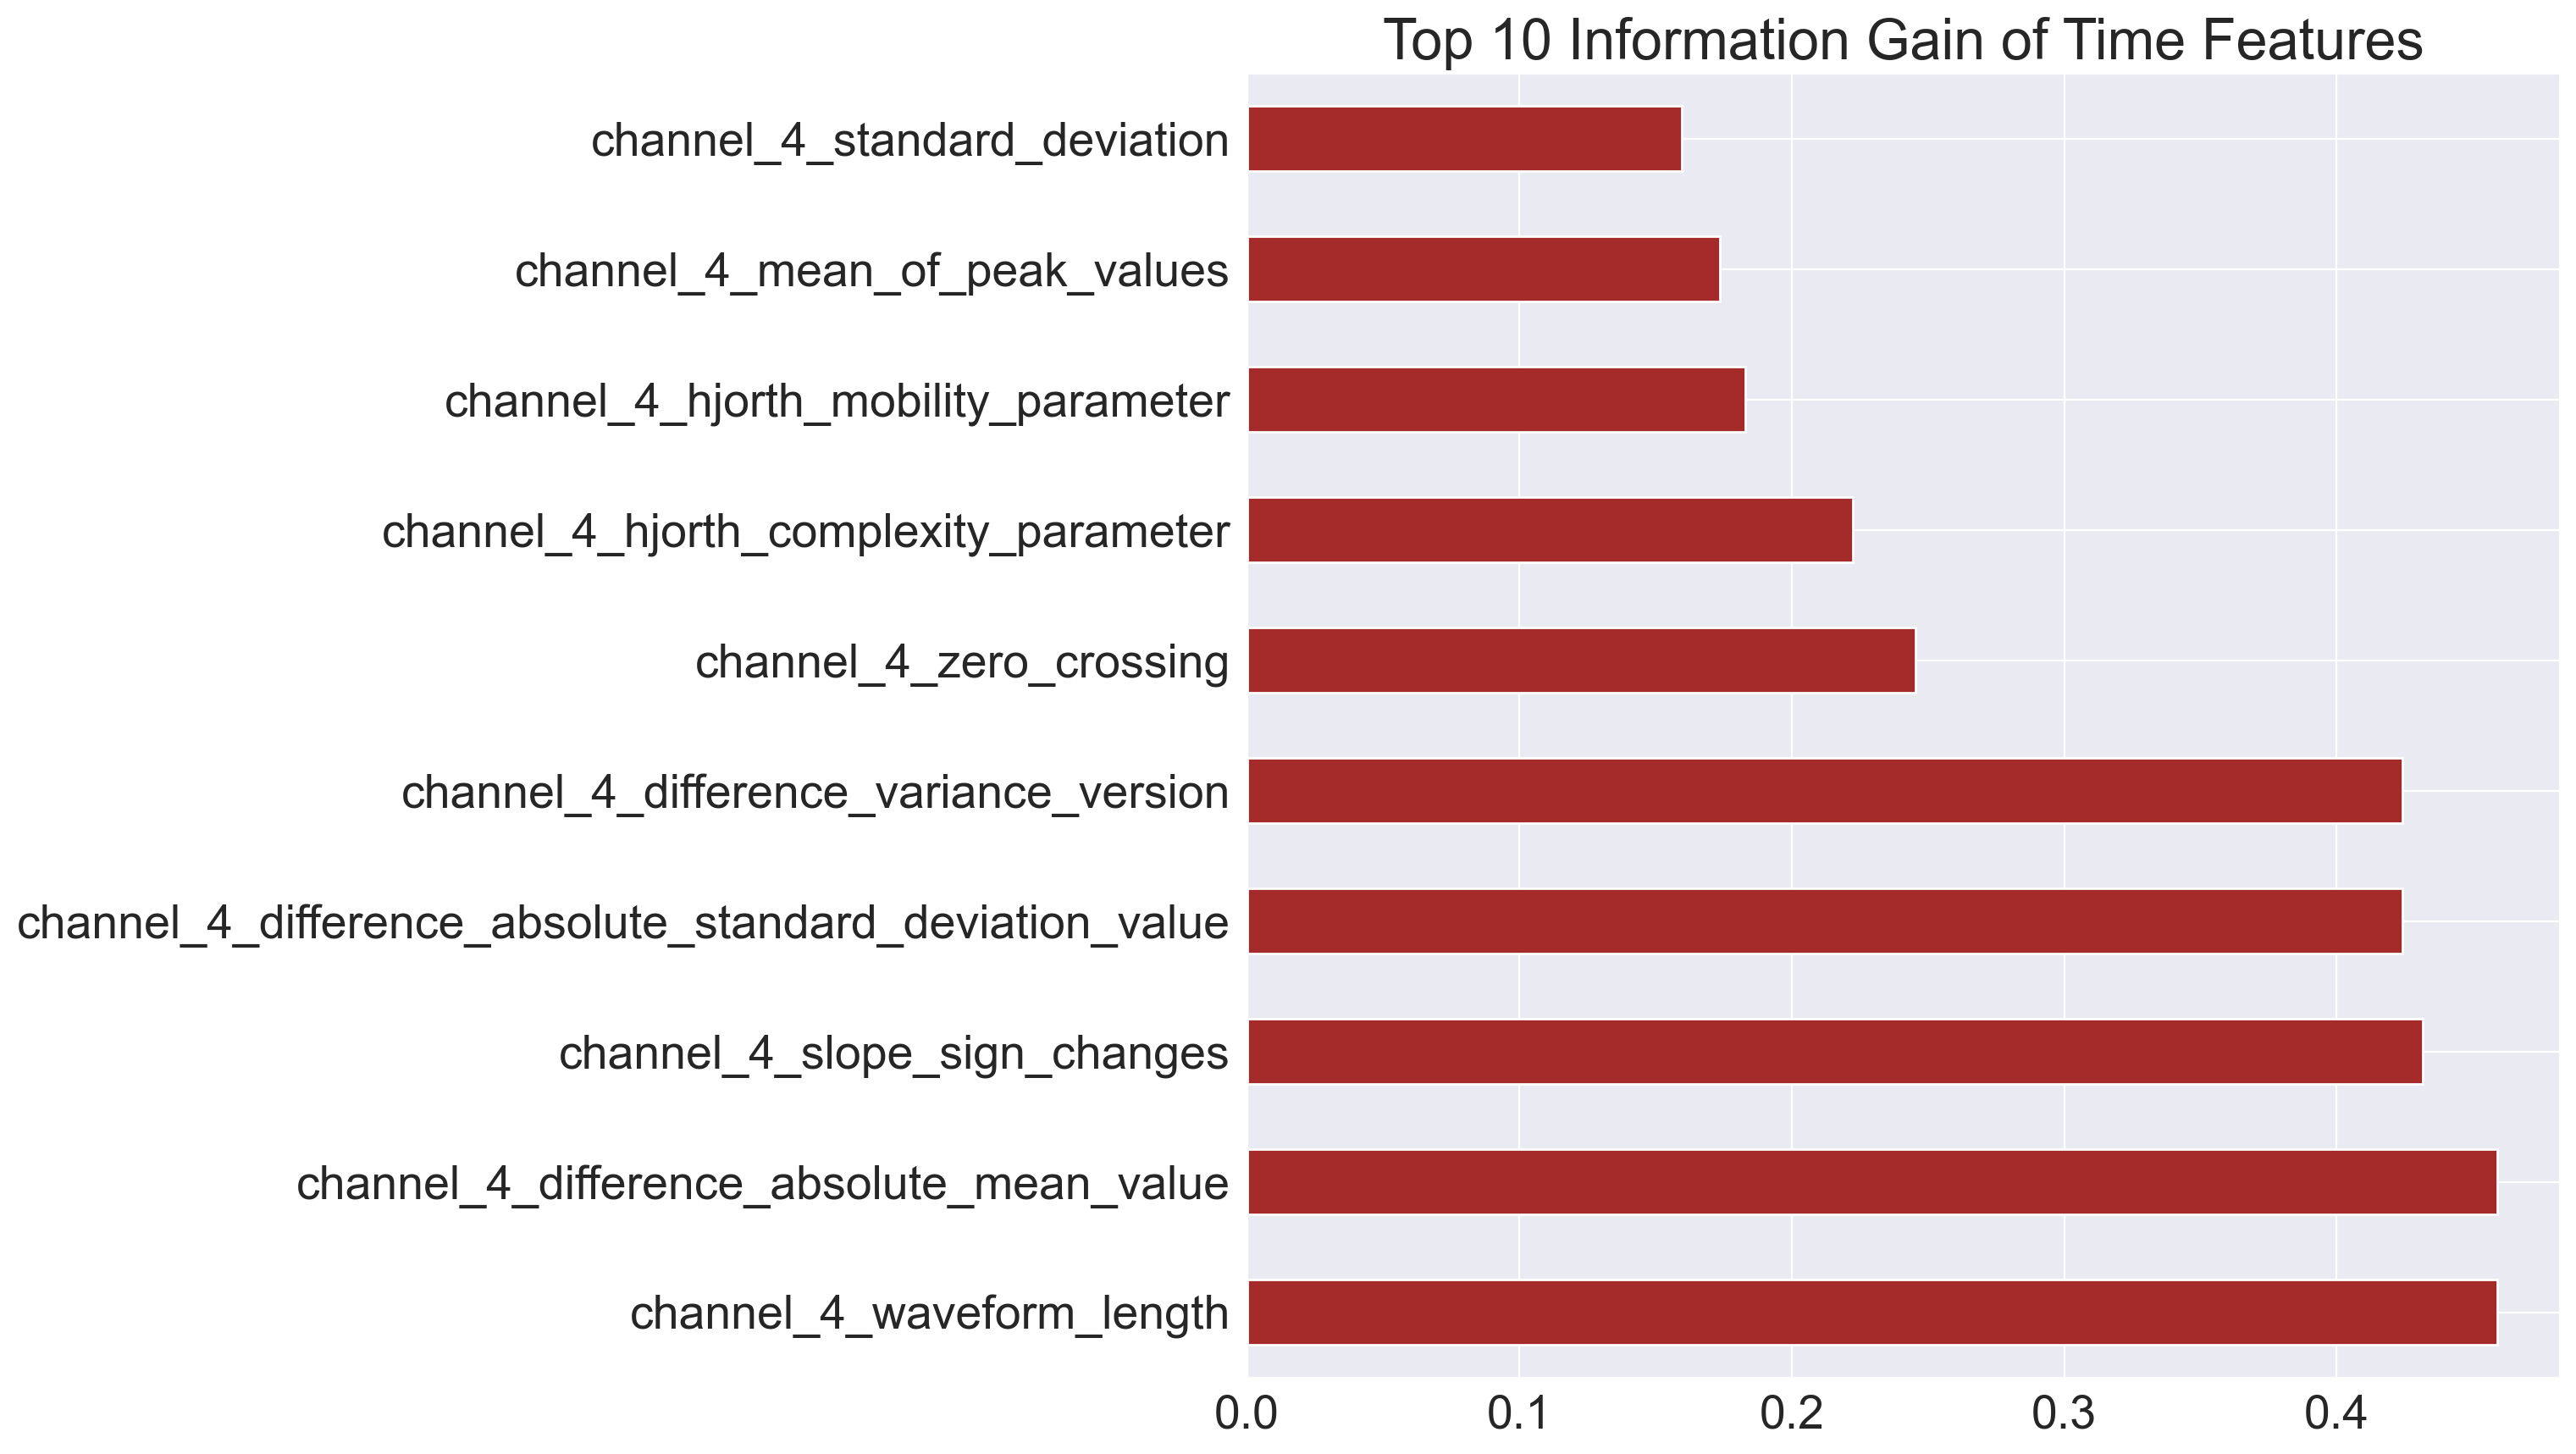 Top 10 Information Gain of Time Features
channel_4_standard_deviation
channel_4_mean_of_peak_values
channel_4_hjorth_mobility_parameter
channel_4_hjorth_complexity_parameter
channel_4_zero_crossing
channel_4_difference_variance_version
channel_4_difference_absolute_standard_deviation_value
channel_4_slope_sign_changes
channel_4_difference_absolute_mean_value
channel_4_waveform_length
0.0 0.1 0.2 0.3 0.4